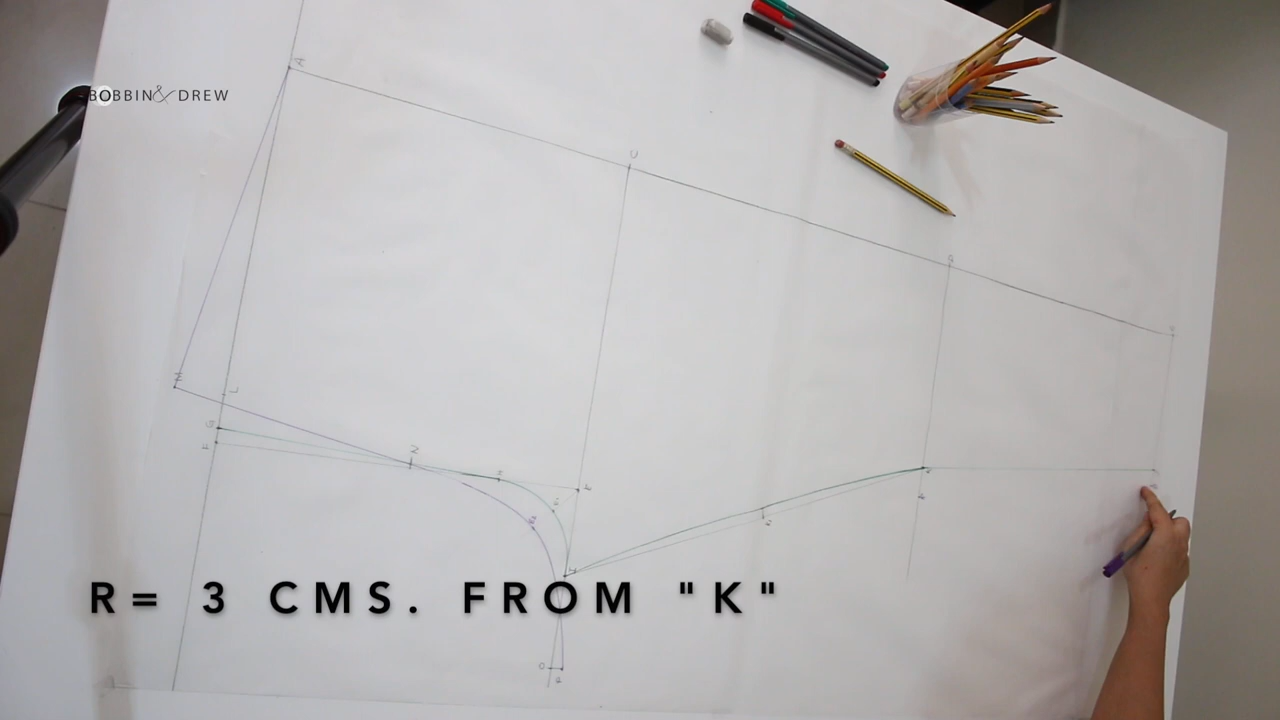 A
BOBBIN & DREW
C
M
L
G
F
N
H
R= 3 CMS. FROM "K"
O